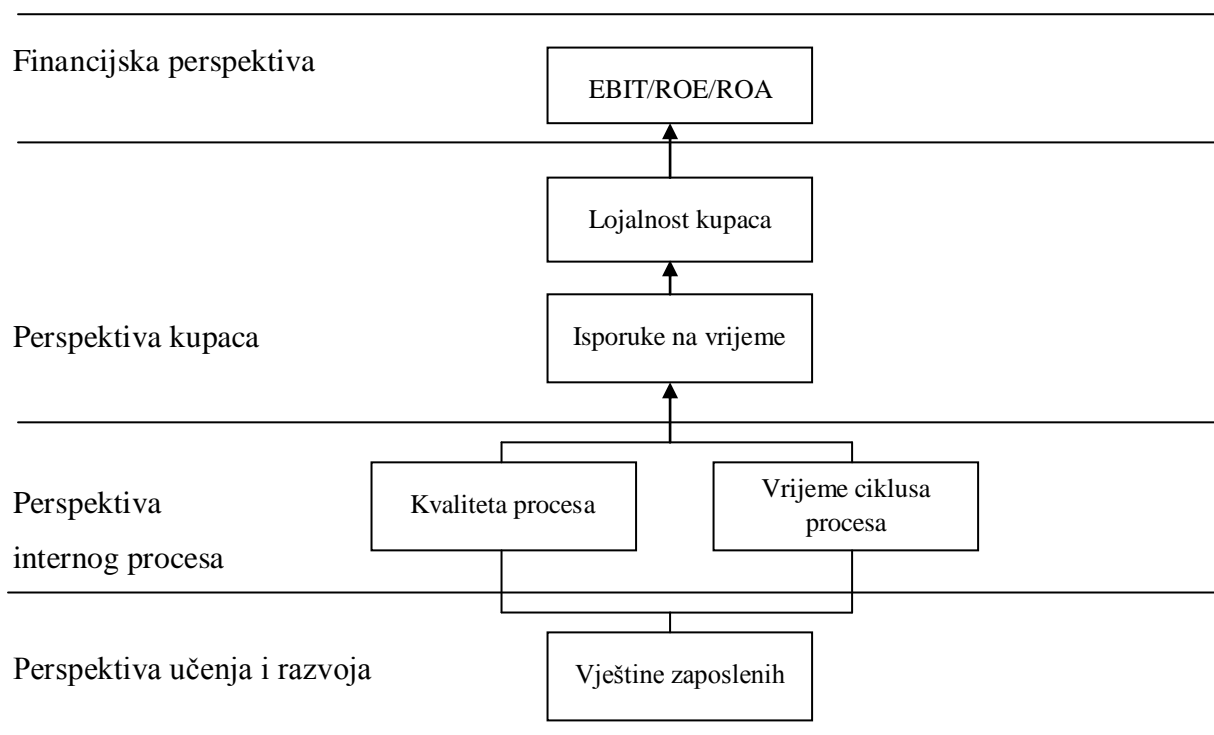 Financijska perspektiva
EBIT/ROE/ROA
Lojalnost kupaca
Perspektiva kupaca
Isporuke na vrijeme
Perspektiva
internog procesa
Kvaliteta procesa
Vrijeme ciklusa
procesa
Perspektiva učenja i razvoja
Vještine zaposlenih